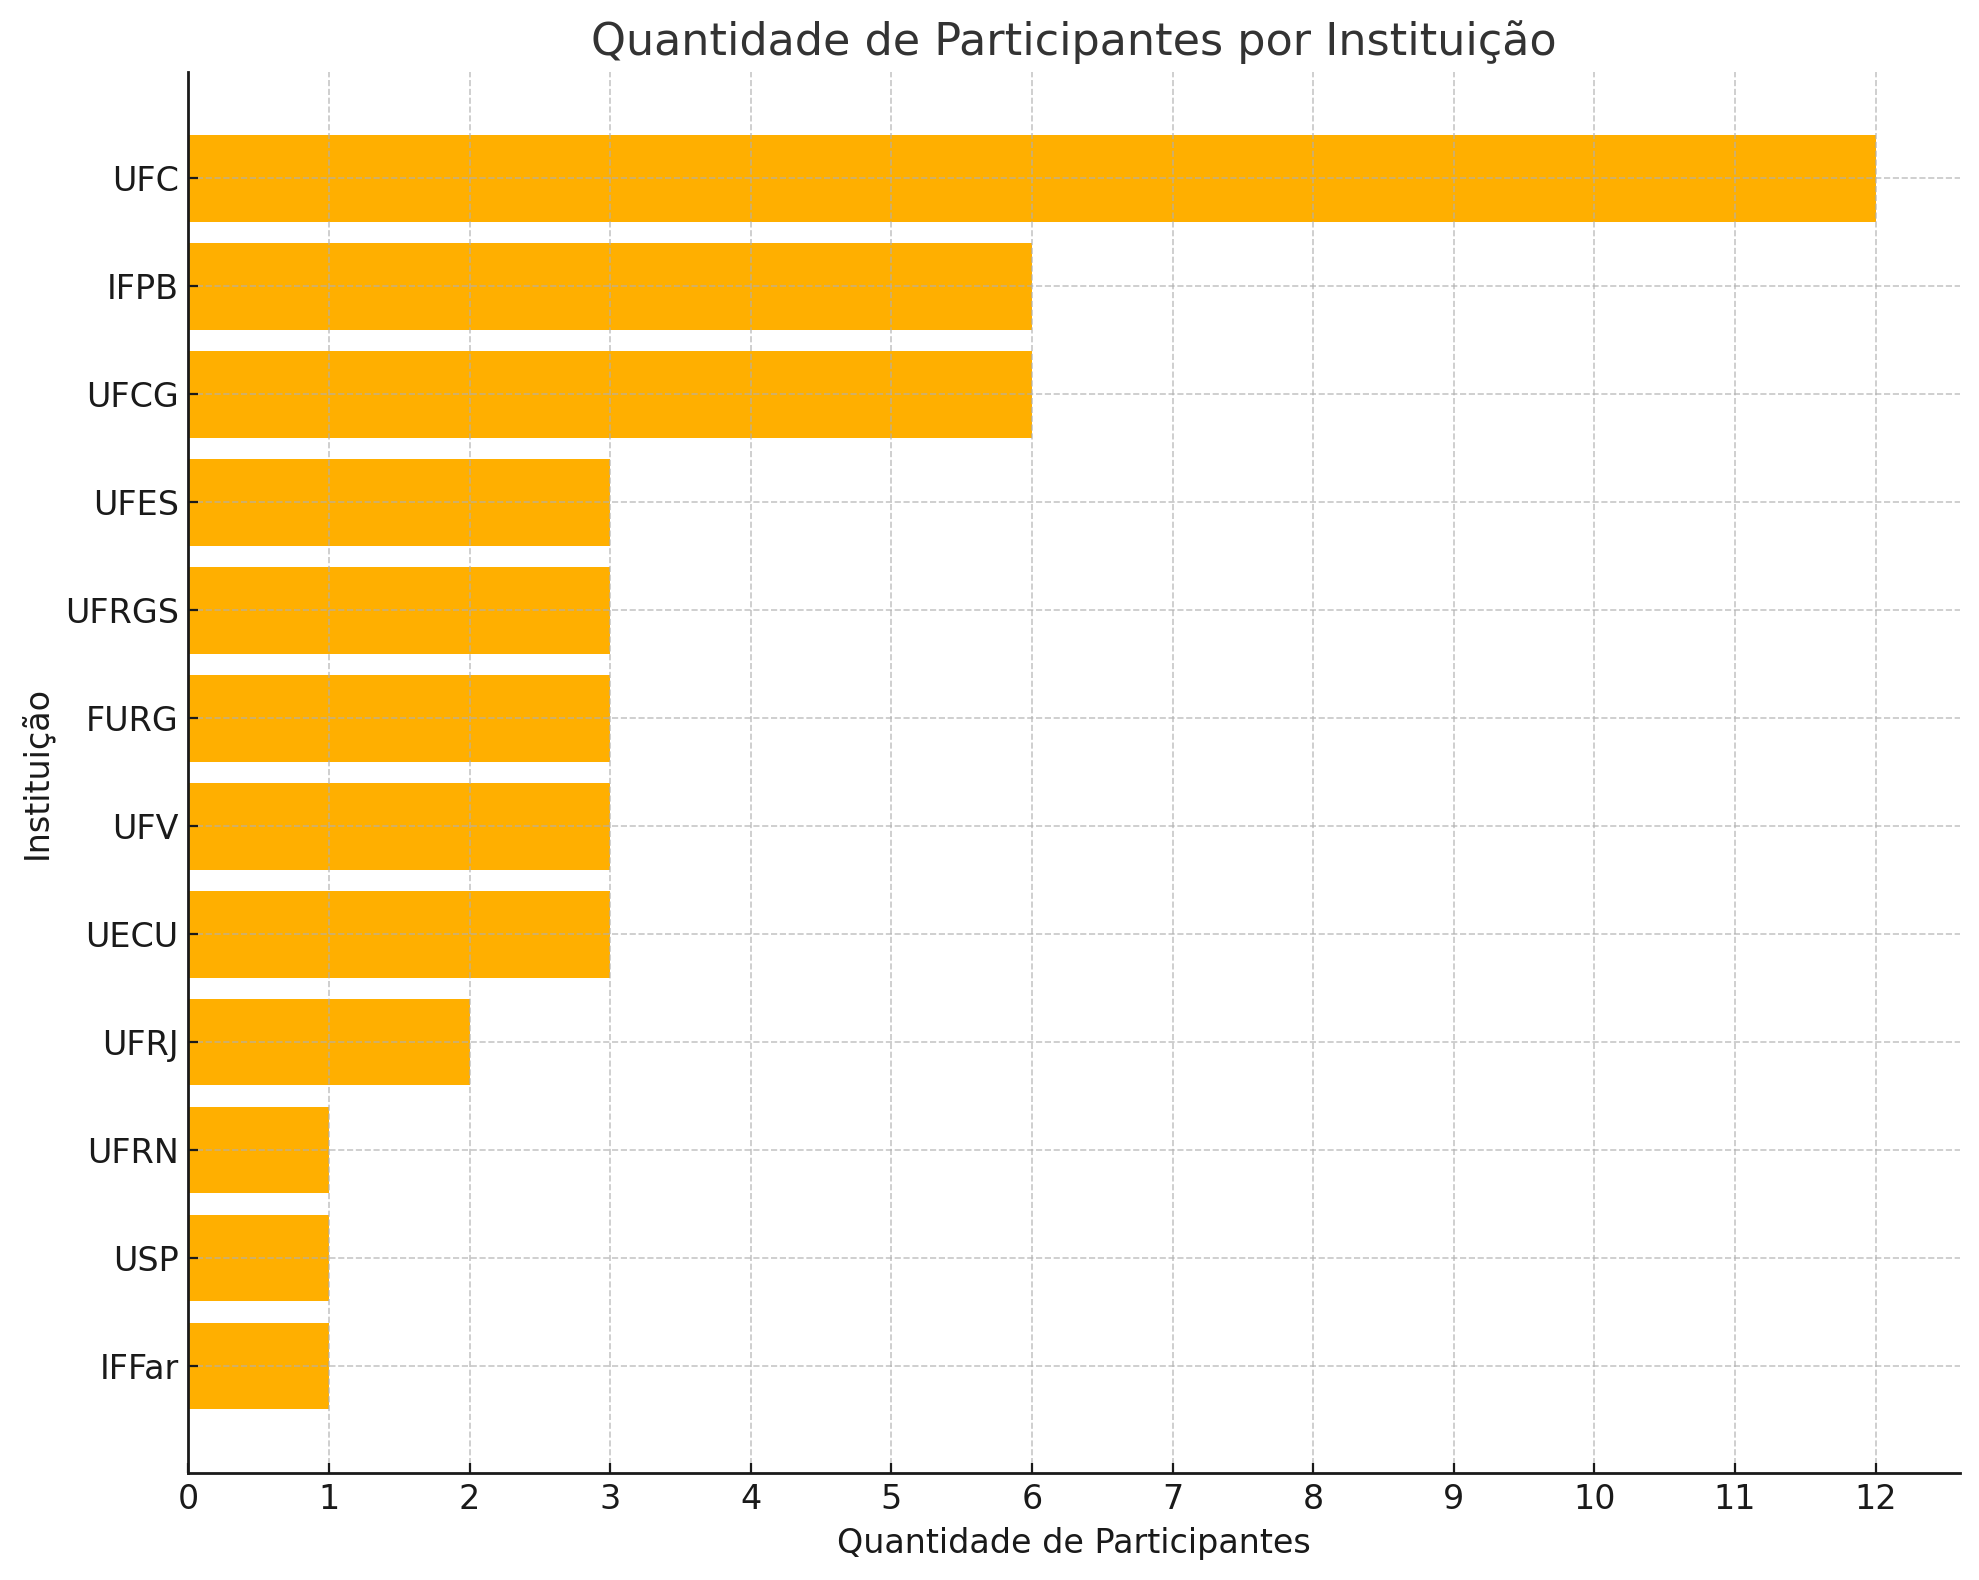 Quantidade de Participantes por Instituição
UFC
IFPB
UFCG
UFES
UFRGS
FURG
UFV
UECU
UFRJ
UFRN
USP
IFFar
Instituição
0 1 2 3 4 5 6 7 8 9 10 11 12
Quantidade de Participantes